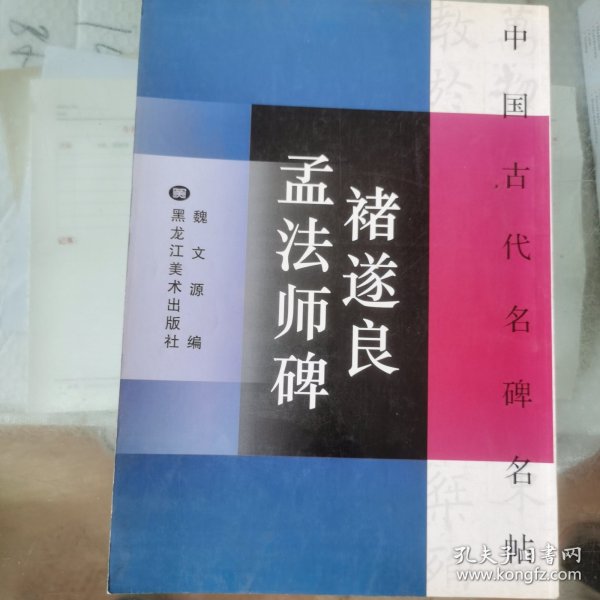 中国古代名碑名帖
褚遂良
孟法师碑
魏文源 编
黑龙江美术出版社
孔夫子旧书网
www.kongfz.com